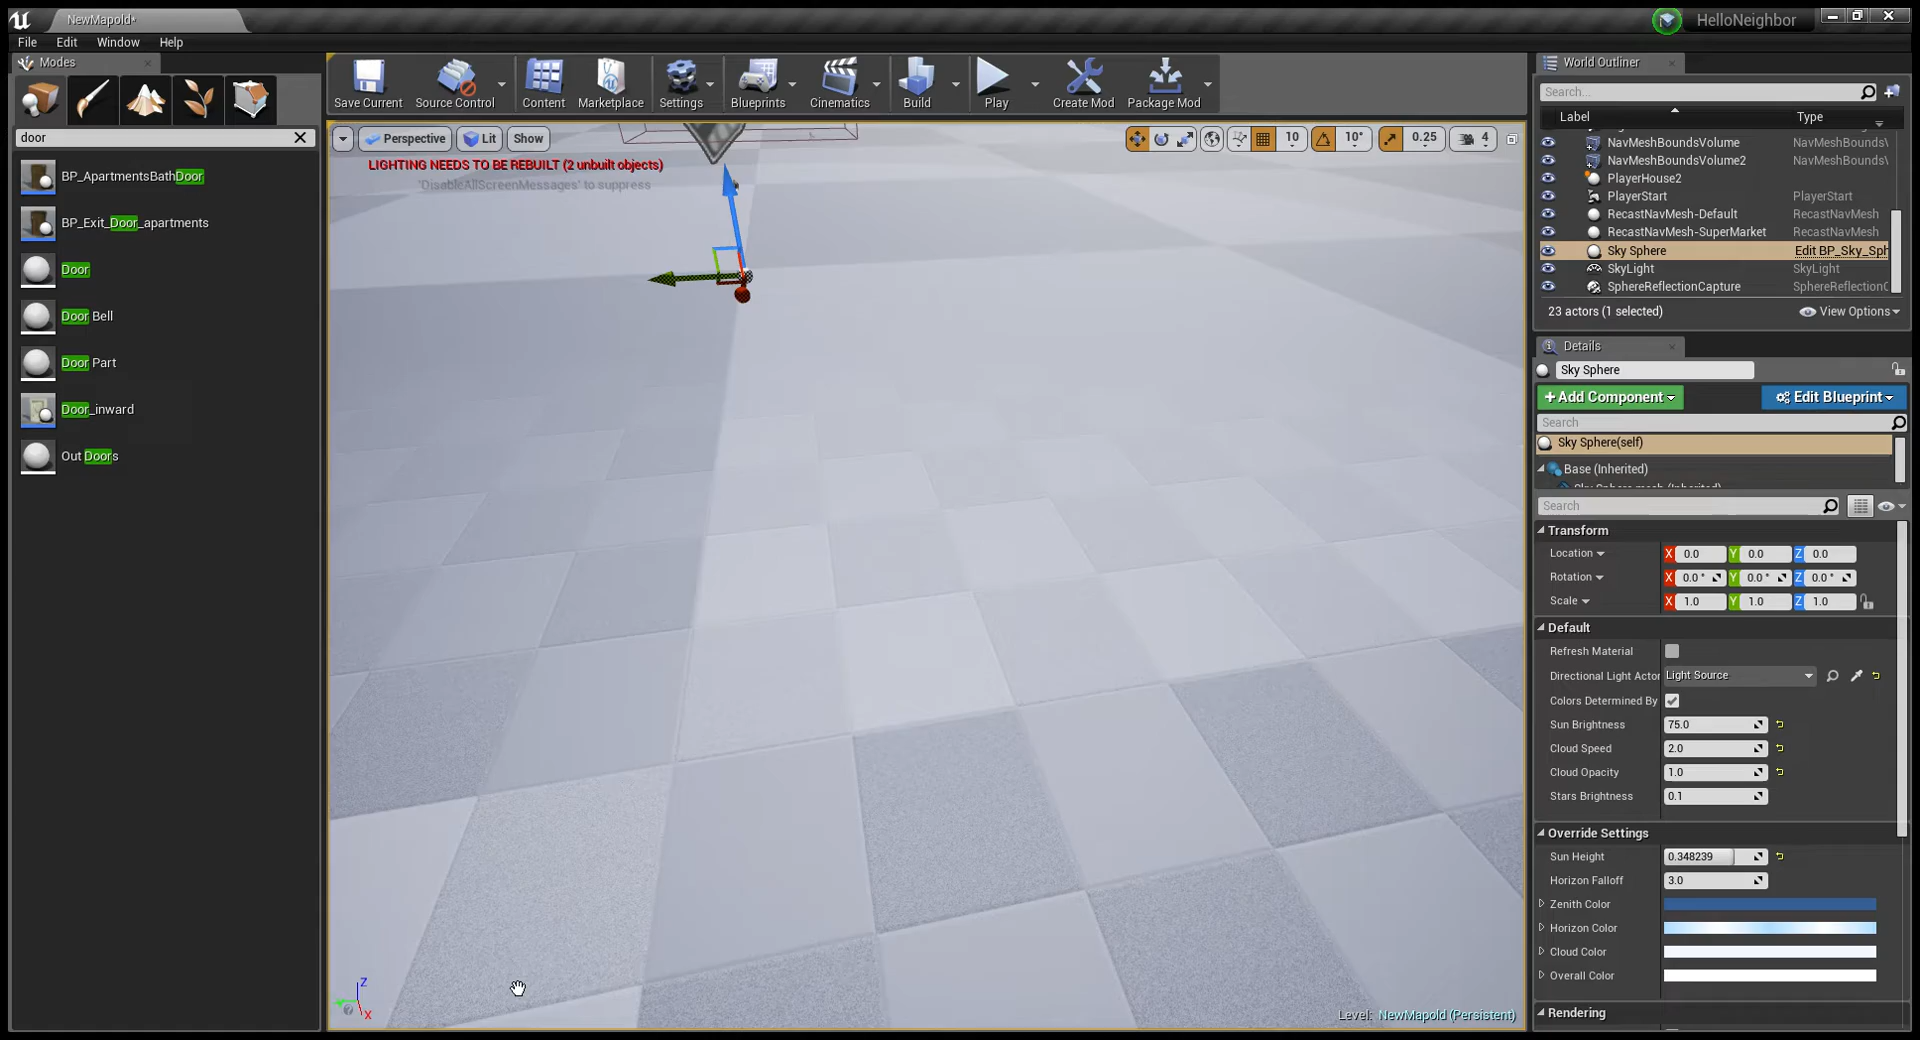 NewMapold*
HelloNeighbor
File Edit Window Help
Modes
door
BP_ApartmentsBathDoor
BP_Exit_Door_apartments
Door
Door Bell
Door Part
Door_inward
Out Doors
Save Current Source Control Content Marketplace Settings Blueprints Cinematics Build Play Create Mod Package Mod
Perspective Lit Show 10 10° 0.25 4
LIGHTING NEEDS TO BE REBUILT (2 unbuilt objects)
'DisableAllScreenMessages' to suppress
Z
X
Level: NewMapold (Persistent)
World Outliner
Search...
Label Type
NavMeshBoundsVolume NavMeshBounds\
NavMeshBoundsVolume2 NavMeshBounds\
PlayerHouse2
PlayerStart PlayerStart
RecastNavMesh-Default RecastNavMesh
RecastNavMesh-SuperMarket RecastNavMesh
Sky Sphere Edit BP_Sky_Sph
SkyLight SkyLight
SphereReflectionCapture SphereReflectionC
23 actors (1 selected) View Options
Details
Sky Sphere
+Add Component Edit Blueprint
Search
Sky Sphere(self)
Base (Inherited)
Sky Sphere mesh (Inherited)
Search
Transform
Location X 0.0 Y 0.0 Z 0.0
Rotation X 0.0 ° Y 0.0 ° Z 0.0 °
Scale X 1.0 Y 1.0 Z 1.0
Default
Refresh Material
Directional Light Actor Light Source
Colors Determined By
Sun Brightness 75.0
Cloud Speed 2.0
Cloud Opacity 1.0
Stars Brightness 0.1
Override Settings
Sun Height 0.348239
Horizon Falloff 3.0
Zenith Color
Horizon Color
Cloud Color
Overall Color
Rendering